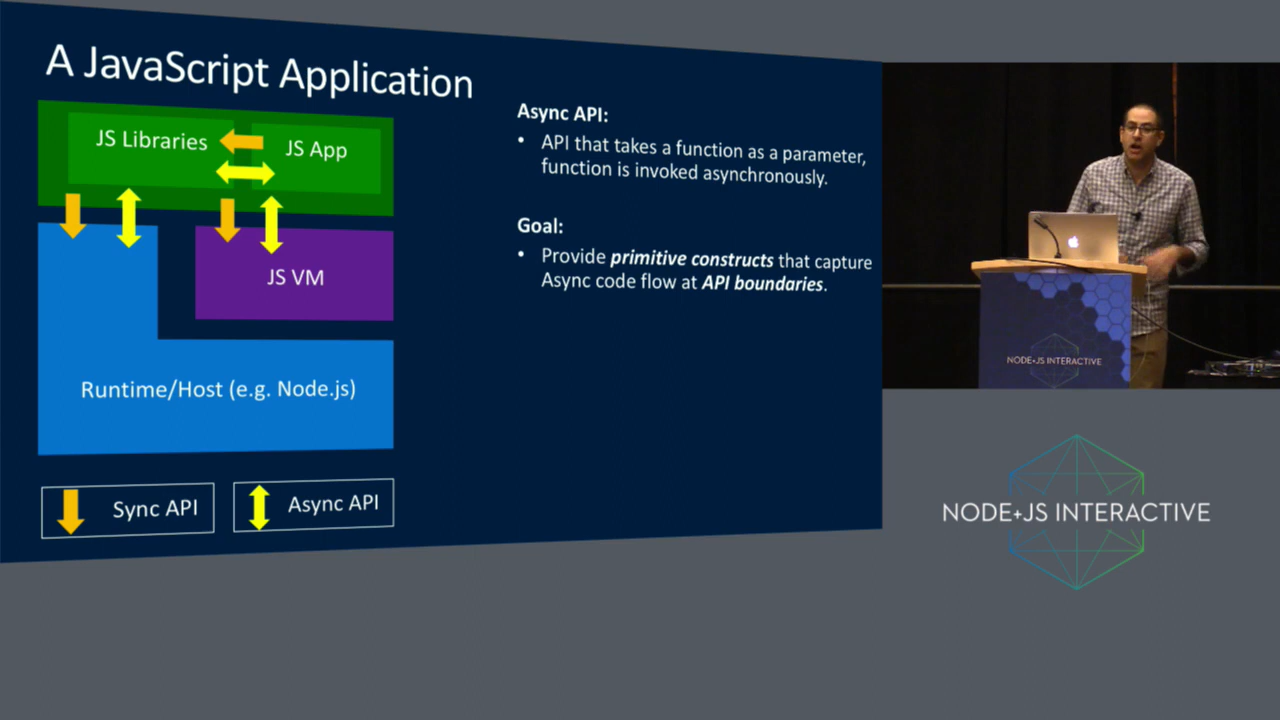 A JavaScript Application
JS Libraries
JS App
JS VM
Runtime/Host (e.g. Node.js)
Sync API
Async API
Async API:
• API that takes a function as a parameter,
function is invoked asynchronously.
Goal:
• Provide primitive constructs that capture
Async code flow at API boundaries.
NODE+JS INTERACTIVE
NODE+JS INTERACTIVE